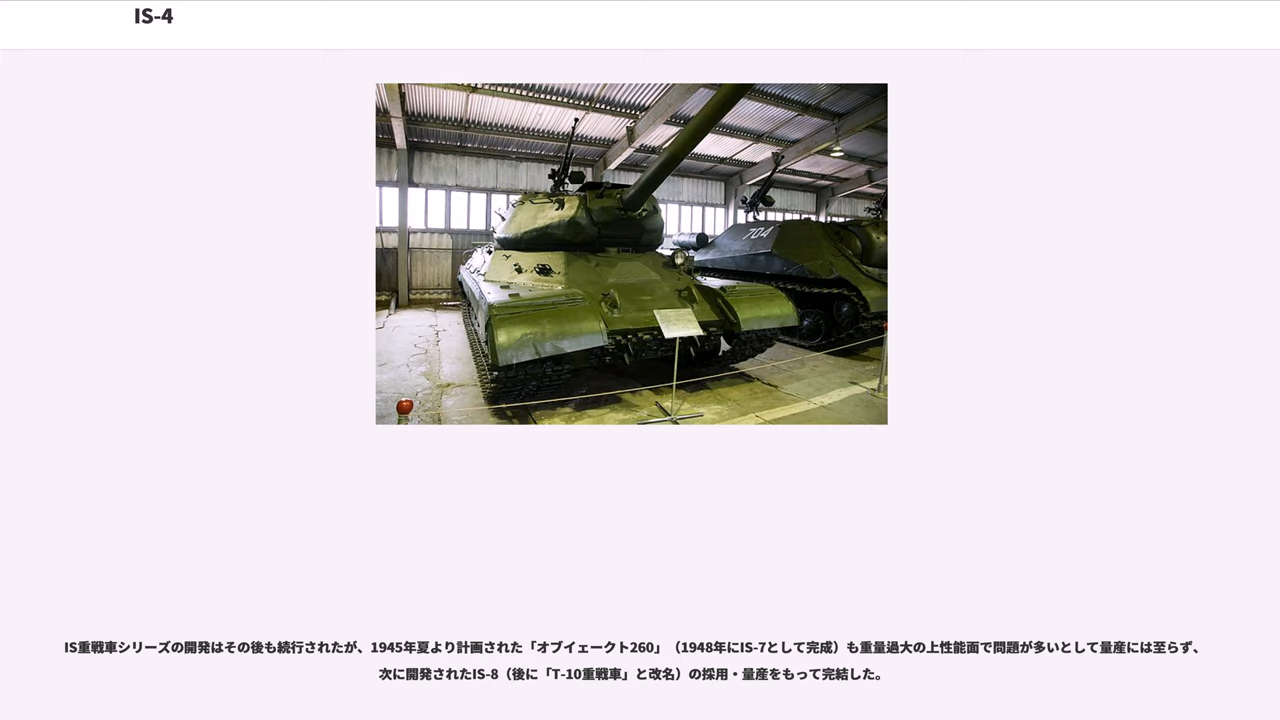 IS-4
704
IS重戦車シリーズの開発はその後も続行されたが、1945年夏より計画された「オブイェークト260」（1948年にIS-7として完成）も重量過大の上性能面で問題が多いとして量産には至らず、
次に開発されたIS-8（後に「T-10重戦車」と改名）の採用・量産をもって完結した。